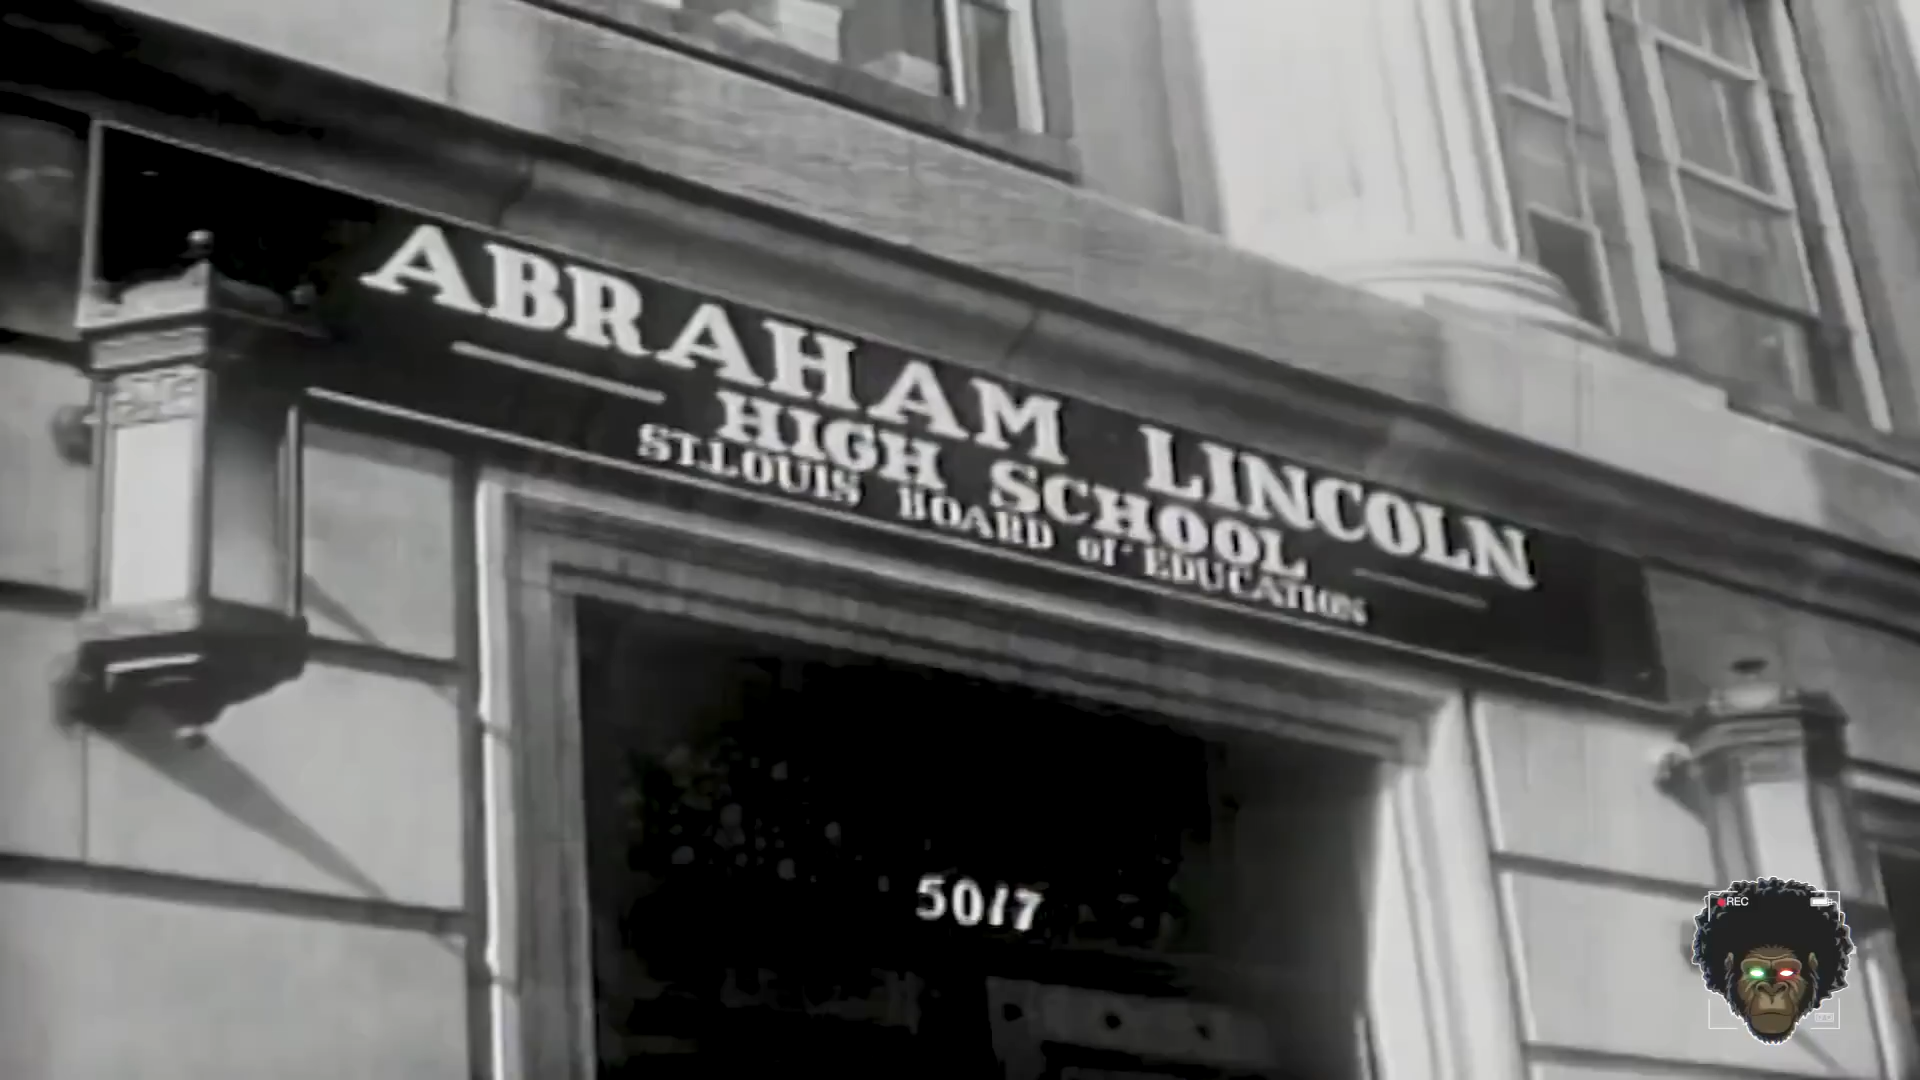 ABRAHAM LINCOLN
HIGH SCHOOL
ST.LOUIS BOARD of EDUCATION
5017
REC